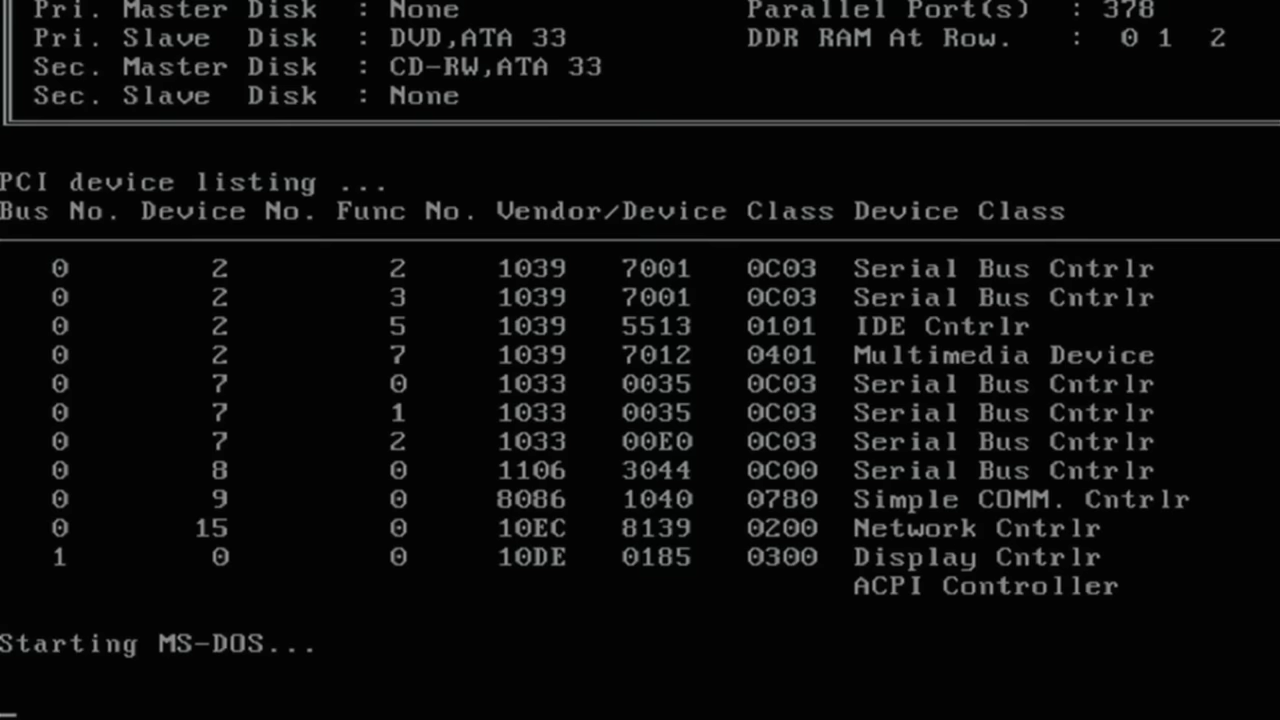 Pri. Master Disk : None Parallel Port(s) : 378
Pri. Slave Disk : DVD,ATA 33 DDR RAM At Row. : 0 1 2
Sec. Master Disk : CD-RW,ATA 33
Sec. Slave Disk : None
PCI device listing ...
Bus No. Device No. Func No. Vendor/Device Class Device Class
0 2 2 1039 7001 0C03 Serial Bus Cntrlr
0 2 3 1039 7001 0C03 Serial Bus Cntrlr
0 2 5 1039 5513 0101 IDE Cntrlr
0 2 7 1039 7012 0401 Multimedia Device
0 7 0 1033 0035 0C03 Serial Bus Cntrlr
0 7 1 1033 0035 0C03 Serial Bus Cntrlr
0 7 2 1033 00E0 0C03 Serial Bus Cntrlr
0 8 0 1106 3044 0C00 Serial Bus Cntrlr
0 9 0 8086 1040 0780 Simple COMM. Cntrlr
0 15 0 10EC 8139 0200 Network Cntrlr
1 0 0 10DE 0185 0300 Display Cntrlr
ACPI Controller
Starting MS-DOS...